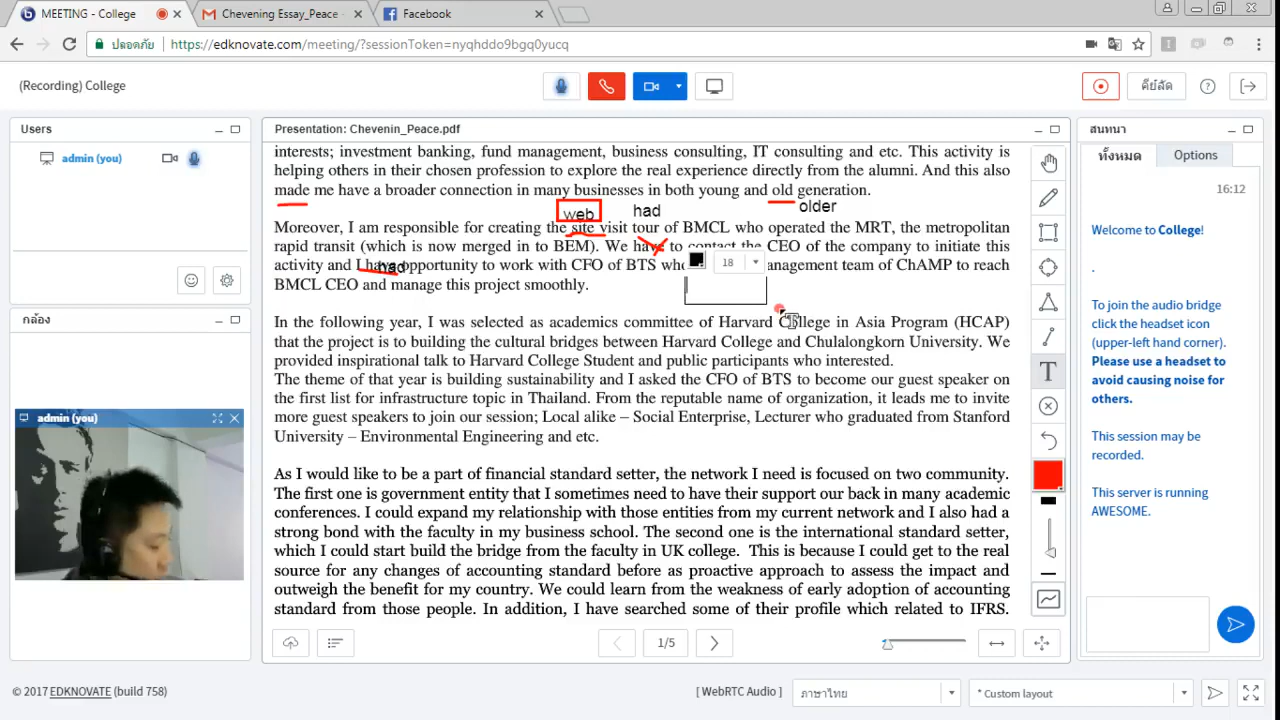 MEETING - College
Chevening Essay_Peace
Facebook
ปลอดภัย
https://edknovate.com/meeting/?sessionToken=nyqhddo9bgq0yucq
(Recording) College
คีย์ลัด
Users
admin (you)
กล้อง
admin (you)
Presentation: Chevenin_Peace.pdf
interests; investment banking, fund management, business consulting, IT consulting and etc. This activity is
helping others in their chosen profession to explore the real experience directly from the alumni. And this also
made me have a broader connection in many businesses in both young and old generation.
web had older
Moreover, I am responsible for creating the site visit tour of BMCL who operated the MRT, the metropolitan
rapid transit (which is now merged in to BEM). We have to contact the CEO of the company to initiate this
had
18
activity and I have opportunity to work with CFO of BTS who anagement team of ChAMP to reach
BMCL CEO and manage this project smoothly.
In the following year, I was selected as academics committee of Harvard College in Asia Program (HCAP)
that the project is to building the cultural bridges between Harvard College and Chulalongkorn University. We
provided inspirational talk to Harvard College Student and public participants who interested.
The theme of that year is building sustainability and I asked the CFO of BTS to become our guest speaker on
the first list for infrastructure topic in Thailand. From the reputable name of organization, it leads me to invite
more guest speakers to join our session; Local alike – Social Enterprise, Lecturer who graduated from Stanford
University – Environmental Engineering and etc.
As I would like to be a part of financial standard setter, the network I need is focused on two community.
The first one is government entity that I sometimes need to have their support our back in many academic
conference. I could expand my relationship with those entities from my current network and I also had a
strong bond with the faculty in my business school. The second one is the international standard setter,
which I could start build the bridge from the faculty in UK college. This is because I could get to the real
source for any changes of accounting standard before as proactive approach to assess the impact and
outweigh the benefit for my country. We could learn from the weakness of early adoption of accounting
standard from those people. In addition, I have searched some of their profile which related to IFRS.
1/5
T
สนทนา
ทั้งหมด
Options
16:12
Welcome to College!
.
To join the audio bridge
click the headset icon
(upper-left hand corner).
Please use a headset to
avoid causing noise for
others.
This session may be
recorded.
This server is running
AWESOME.
© 2017 EDKNOVATE (build 758)
[ WebRTC Audio ]
ภาษาไทย
* Custom layout